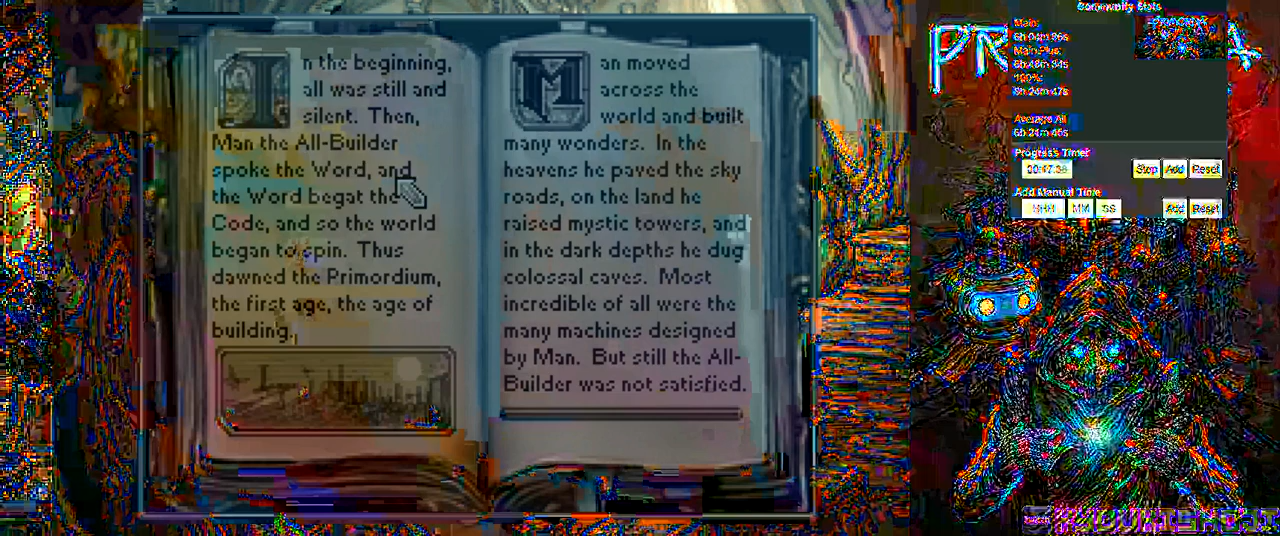 In the beginning,
all was still and
silent. Then,
Man the All-Builder
spoke the Word, and
the Word begat the
Code, and so the world
began to spin. Thus
dawned the Primordium,
the first age, the age of
building.
Man moved
across the
world and built
many wonders. In the
heavens he paved the sky
roads, on the land he
raised mystic towers, and
in the dark depths he dug
colossal caves. Most
incredible of all were the
many machines designed
by Man. But still the All-
Builder was not satisfied.
Community Stats
Main:
Main Plus:
100%:
Average All
Progress Timer
Stop Add Reset
Add Manual Time
MM SS Add Reset